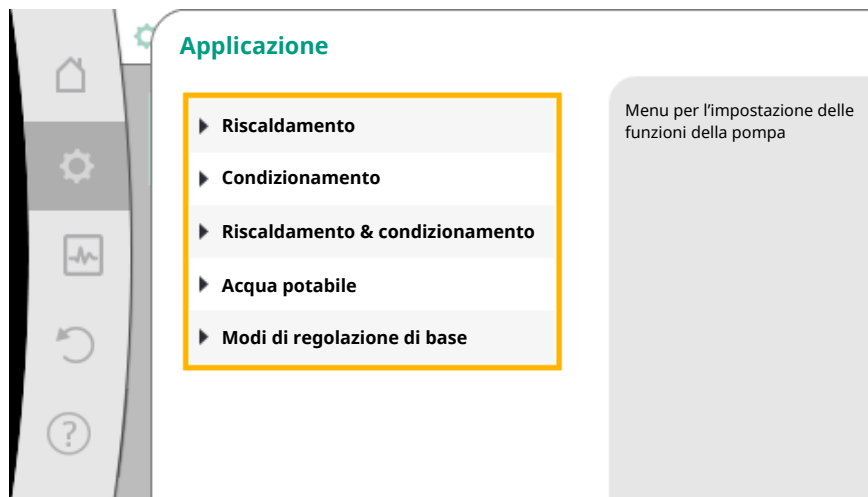 Applicazione
Riscaldamento
Condizionamento
Riscaldamento & condizionamento
Acqua potabile
Modi di regolazione di base
Menu per l’impostazione delle
funzioni della pompa
?